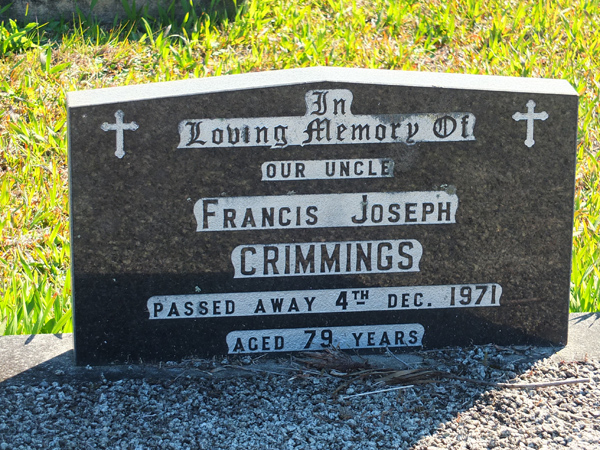 In
Loving Memory Of
OUR UNCLE
FRANCIS JOSEPH
CRIMMINGS
PASSED AWAY 4TH DEC. 1971
AGED 79 YEARS